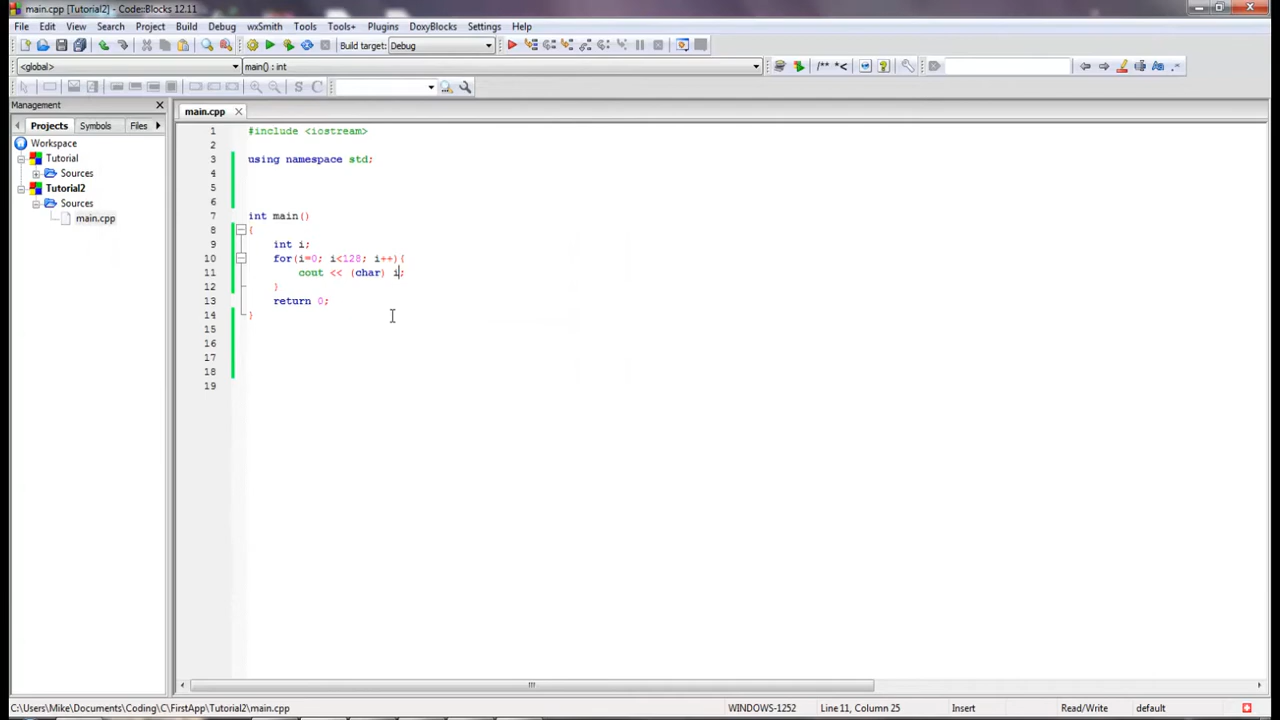 main.cpp [Tutorial2] - Code::Blocks 12.11
File Edit View Search Project Build Debug wxSmith Tools Tools+ Plugins DoxyBlocks Settings Help
Build target: Debug
<global> main() : int /** *<
S C
Management
Projects Symbols Files
main.cpp
Workspace
Tutorial
Sources
Tutorial2
Sources
main.cpp
1 #include <iostream>
2
3 using namespace std;
4
5
6
7 int main()
8 {
9 int i;
10 for(i=0; i<128; i++){
11 cout << (char) i;
12 }
13 return 0;
14 }
15
16
17
18
19
C:\Users\Mike\Documents\Coding\C\FirstApp\Tutorial2\main.cpp WINDOWS-1252 Line 11, Column 25 Insert Read/Write default